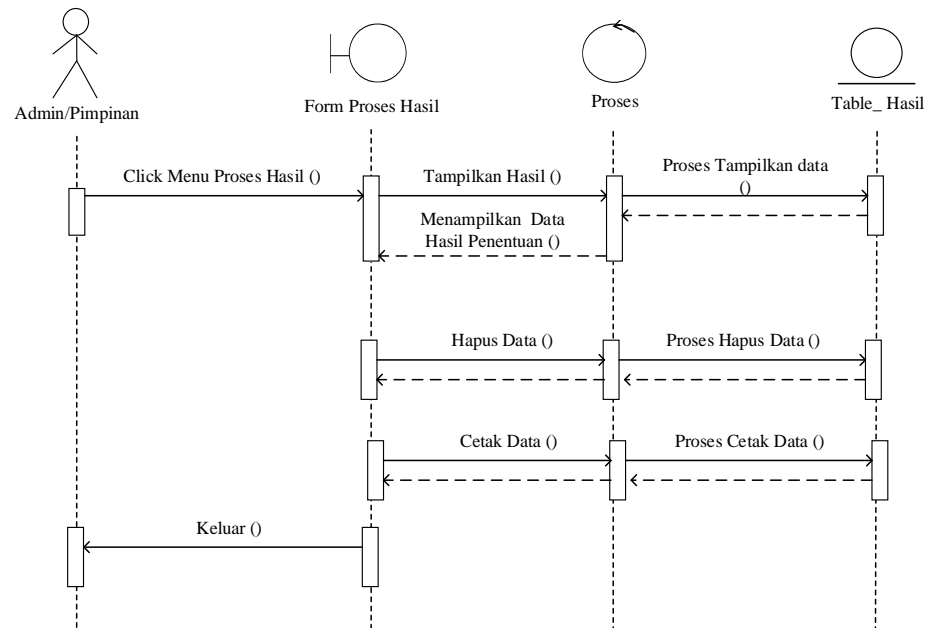 Admin/Pimpinan
Form Proses Hasil
Proses
Table_ Hasil
Click Menu Proses Hasil ()
Tampilkan Hasil ()
Proses Tampilkan data
()
Menampilkan Data
Hasil Penentuan ()
Hapus Data ()
Proses Hapus Data ()
Cetak Data ()
Proses Cetak Data ()
Keluar ()